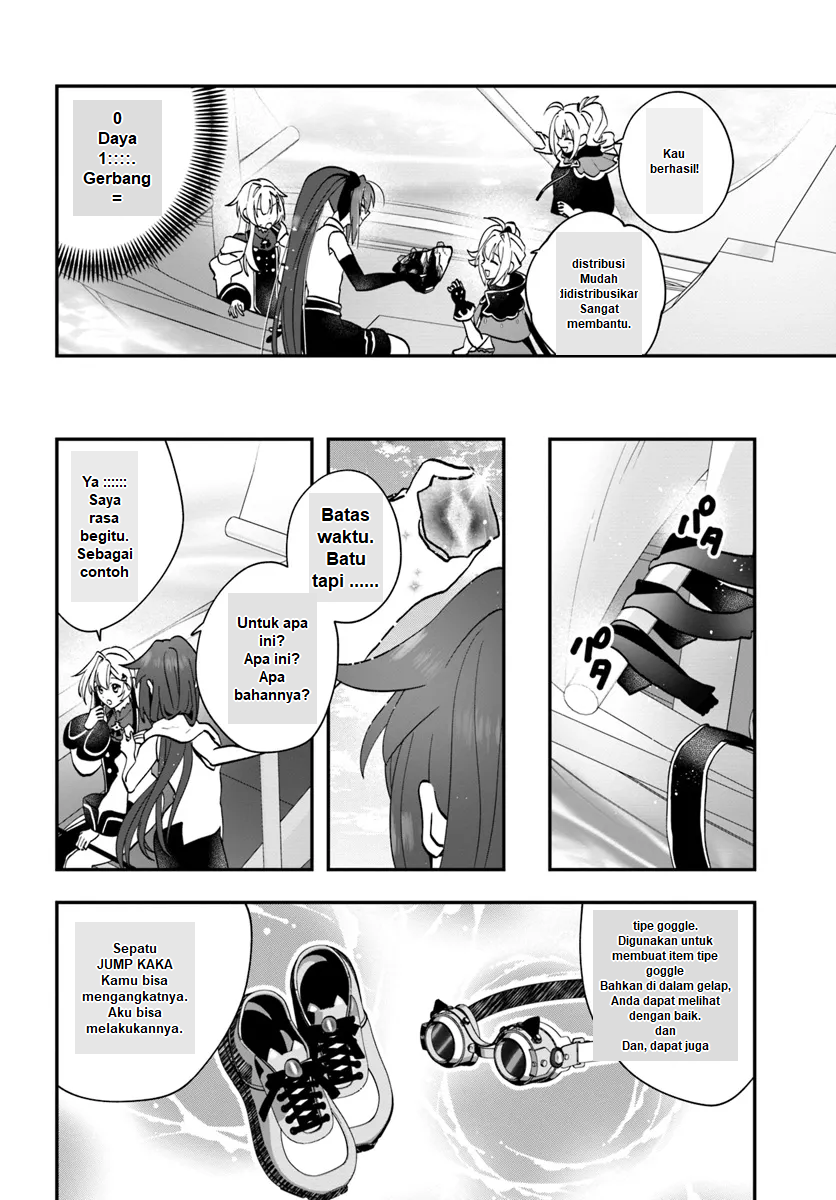 Kau
berhasil!
distribusi
Mudah
didistribusikan
Sangat
membantu.
0
Daya
1::::.
Gerbang
=
パタ
パタ
Batas
waktu.
Batu
tapi ......
Untuk apa
ini?
Apa ini?
Apa
bahannya?
Ya ::::::
Saya
rasa
begitu.
Sebagai
contoh
tipe goggle.
Digunakan untuk
membuat item tipe
goggle
Bahkan di dalam gelap,
Anda dapat melihat
dengan baik.
dan
Dan, dapat juga
Sepatu
JUMP KAKA
Kamu bisa
mengangkatnya.
Aku bisa
melakukannya.